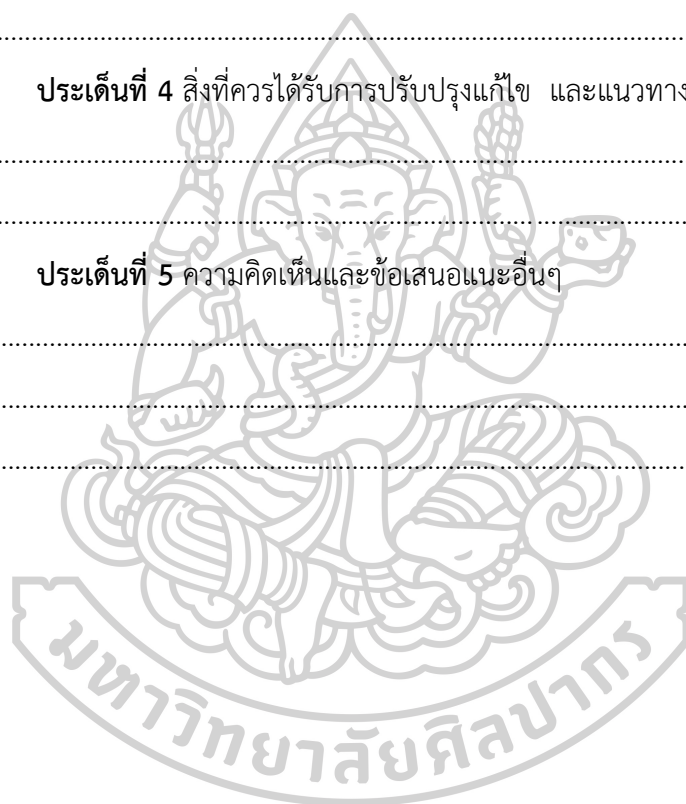 ................................................................................
ประเด็นที่ 4 สิ่งที่ควรได้รับการปรับปรุงแก้ไข และแนวทาง
................................................................................
................................................................................
ประเด็นที่ 5 ความคิดเห็นและข้อเสนอแนะอื่นๆ
................................................................................
................................................................................
................................................................................
มหาวิทยาลัยศิลปากร